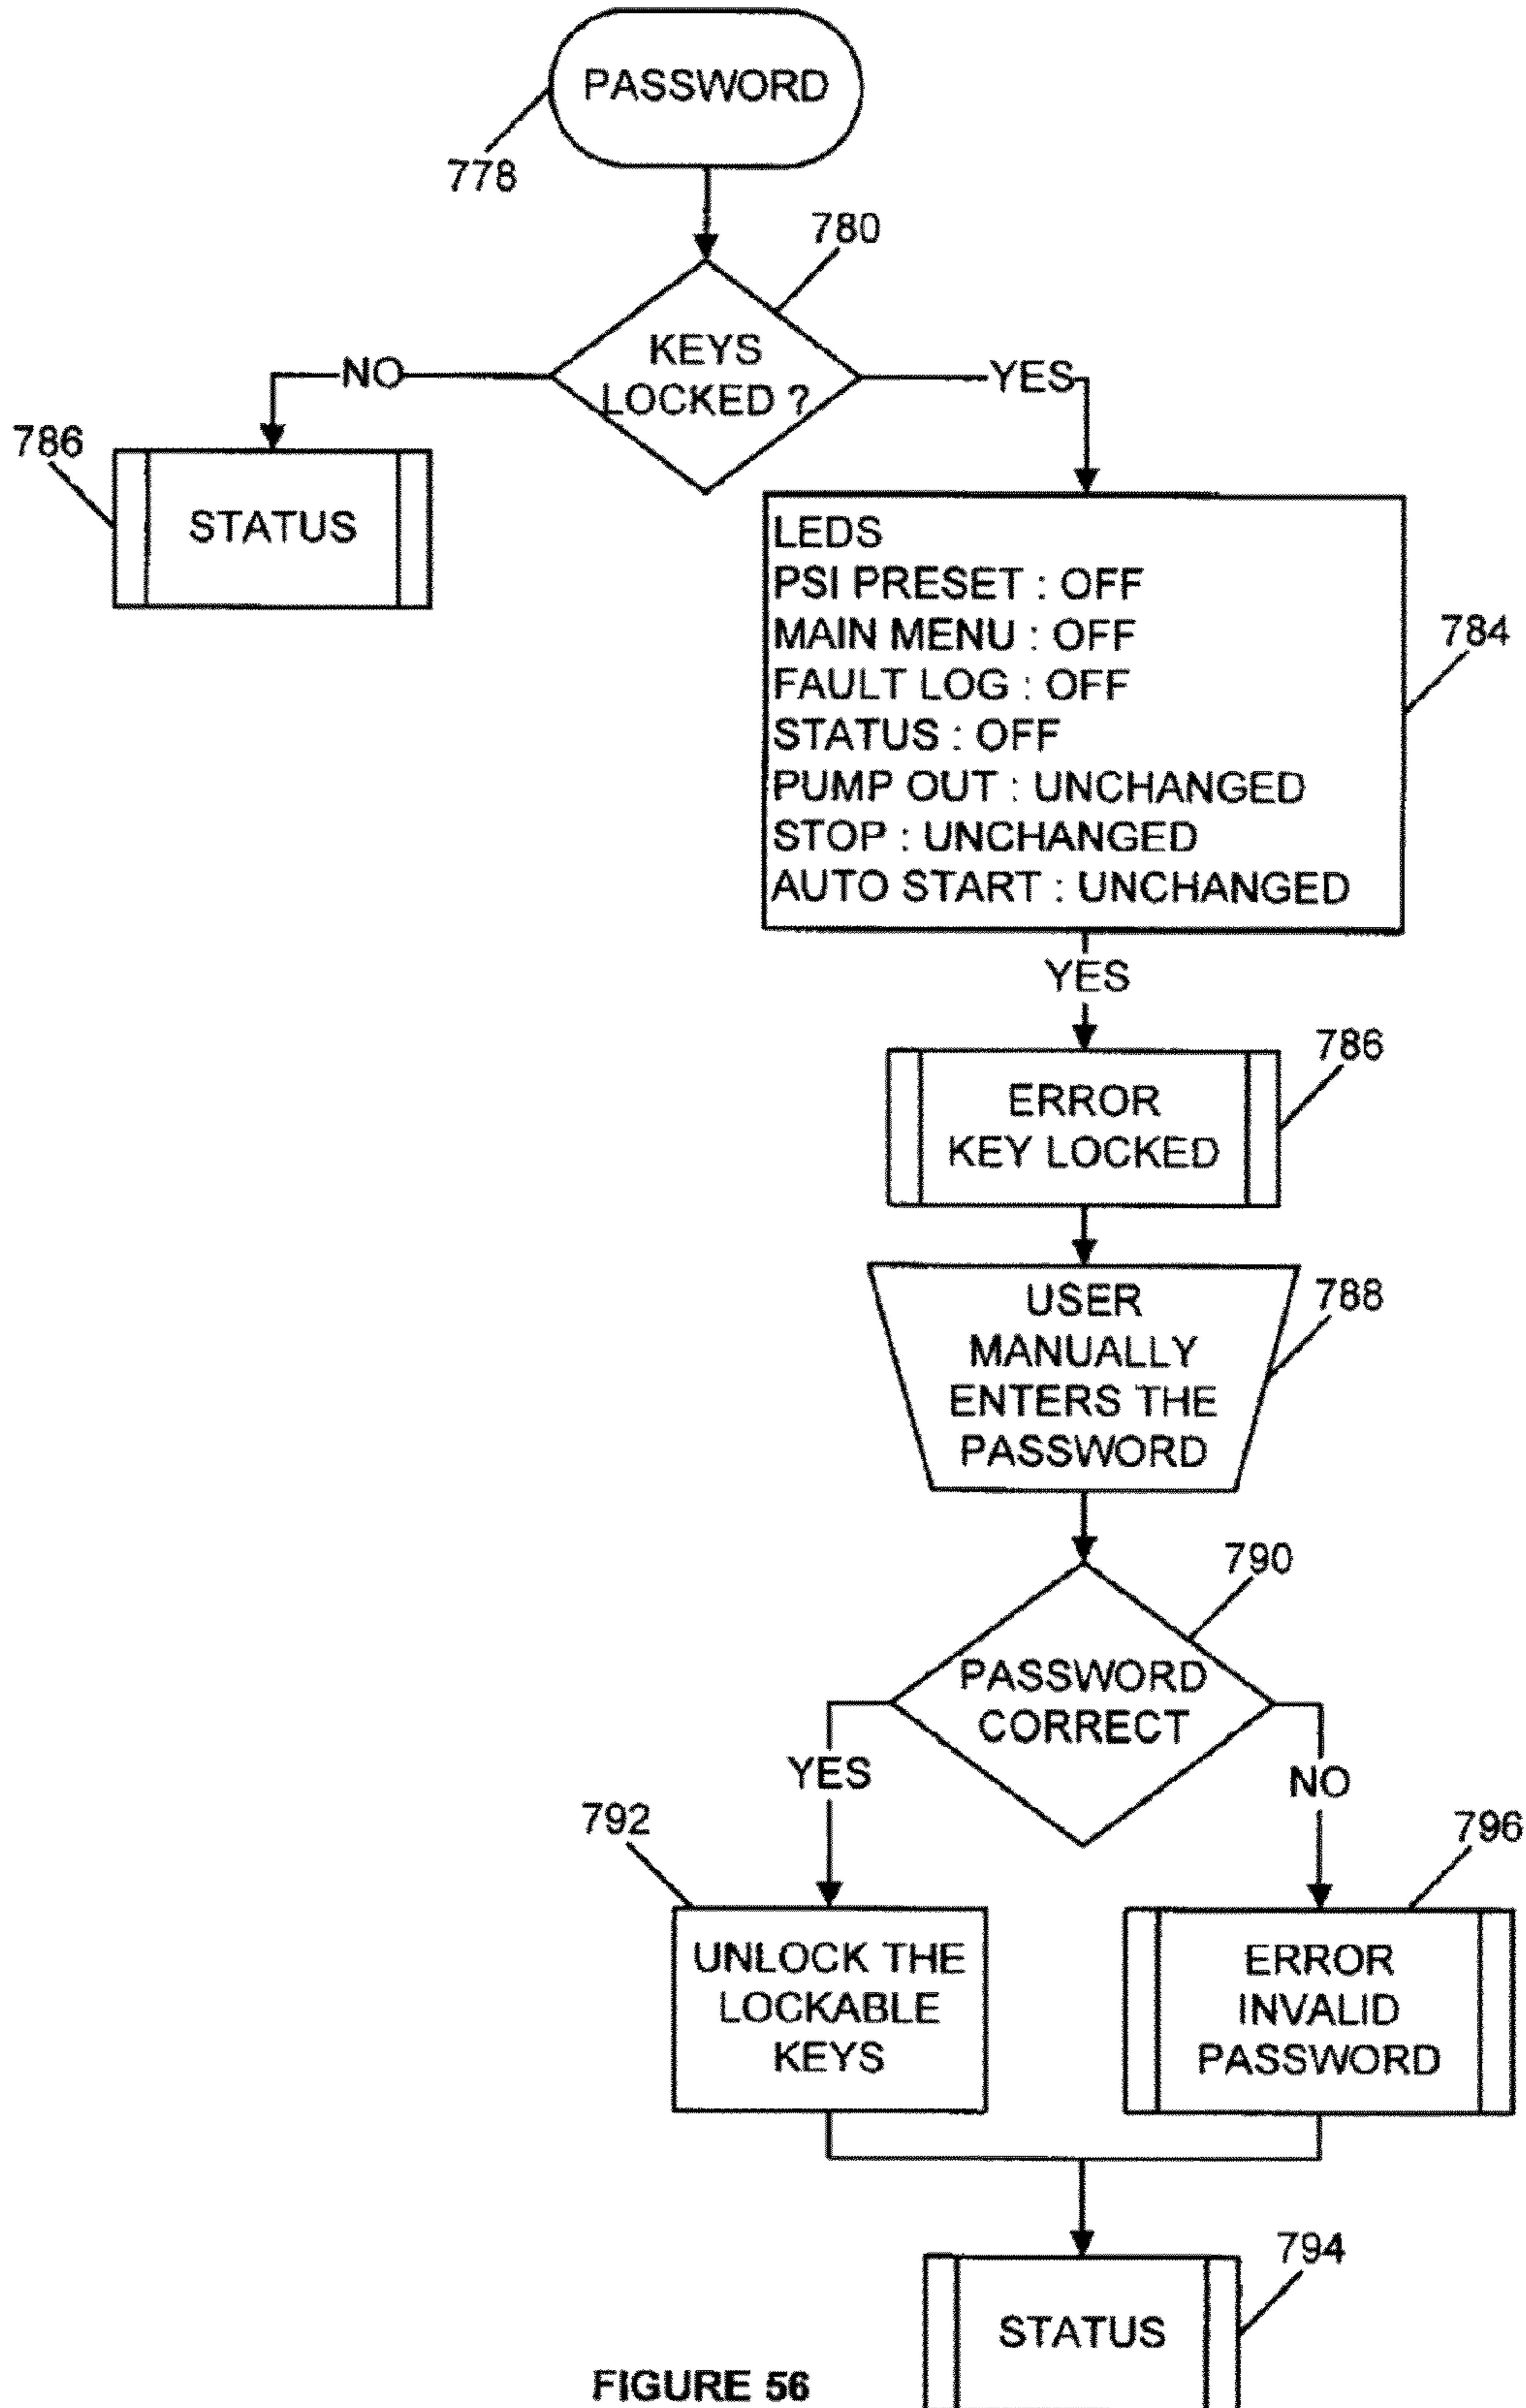 PASSWORD
778
780
KEYS
LOCKED ?
NO
YES
786
STATUS
LEDS
PSI PRESET : OFF
MAIN MENU : OFF
FAULT LOG : OFF
STATUS : OFF
PUMP OUT : UNCHANGED
STOP : UNCHANGED
AUTO START : UNCHANGED
784
YES
786
ERROR
KEY LOCKED
788
USER
MANUALLY
ENTERS THE
PASSWORD
790
PASSWORD
CORRECT
YES
NO
792
796
UNLOCK THE
LOCKABLE
KEYS
ERROR
INVALID
PASSWORD
794
STATUS
FIGURE 56